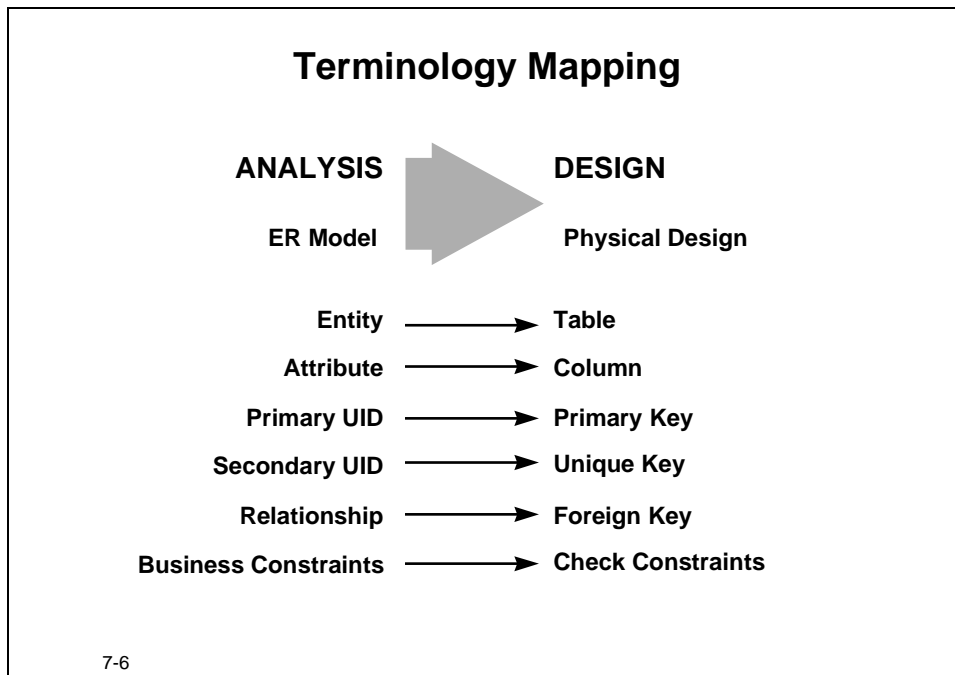 Terminology Mapping
ANALYSIS DESIGN
ER Model Physical Design
Entity Table
Attribute Column
Primary UID Primary Key
Secondary UID Unique Key
Relationship Foreign Key
Business Constraints Check Constraints
7-6